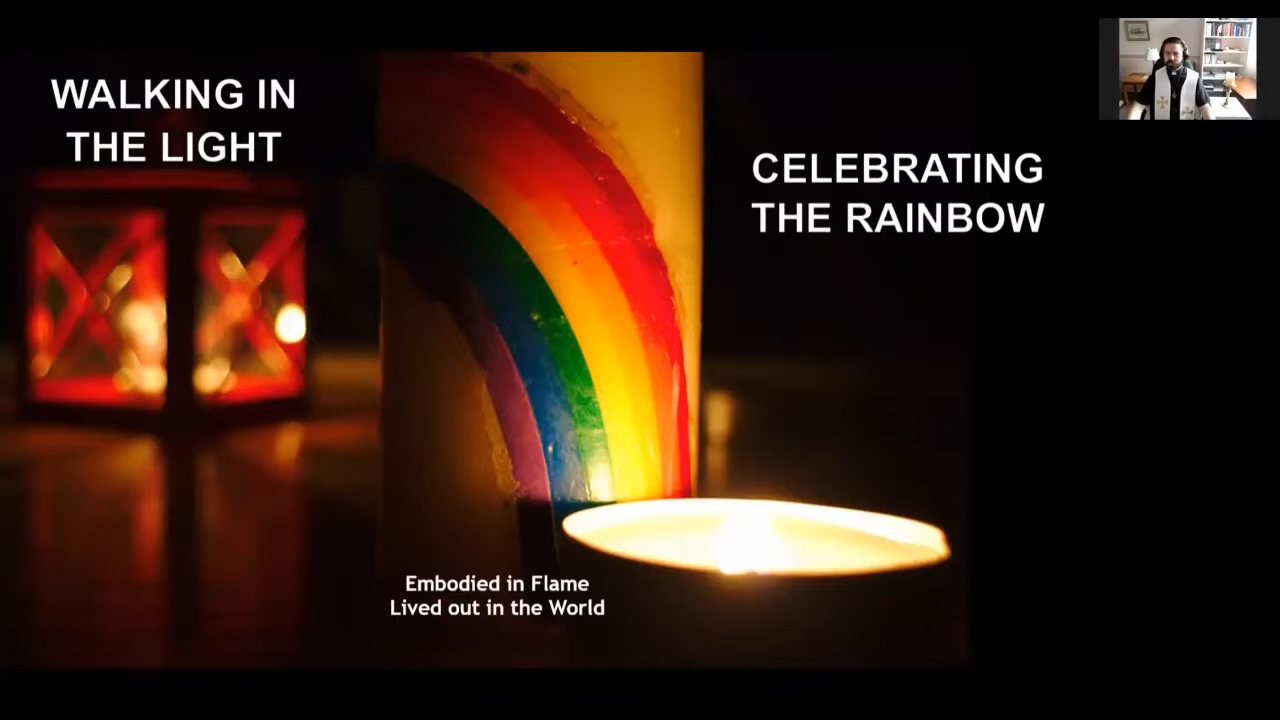 WALKING IN
THE LIGHT
CELEBRATING
THE RAINBOW
Embodied in Flame
Lived out in the World